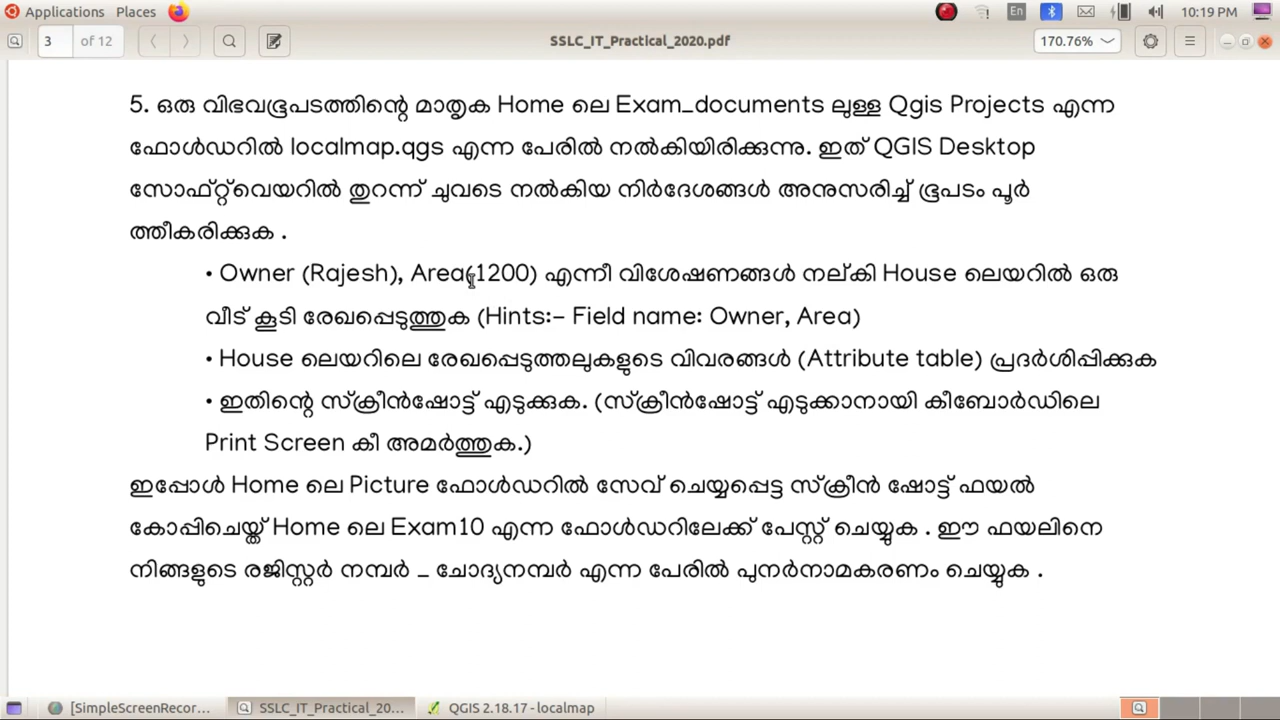 Applications Places En 10:19 PM
3 of 12 SSLC_IT_Practical_2020.pdf 170.76%
5. ഒരു വിഭവഭൂപടത്തിന്റെ മാതൃക Home ലെ Exam_documents ലുള്ള Qgis Projects എന്ന
ഫോൾഡറിൽ localmap.qgs എന്ന പേരിൽ നൽകിയിരിക്കുന്നു. ഇത് QGIS Desktop
സോഫ്റ്റ്‌വെയറിൽ തുറന്ന് ചുവടെ നൽകിയ നിർദേശങ്ങൾ അനുസരിച്ച് ഭൂപടം പൂർ
ത്തീകരിക്കുക .
• Owner (Rajesh), Area(1200) എന്നീ വിശേഷണങ്ങൾ നല്കി House ലെയറിൽ ഒരു
വീട് കൂടി രേഖപ്പെടുത്തുക (Hints:- Field name: Owner, Area)
• House ലെയറിലെ രേഖപ്പെടുത്തലുകളുടെ വിവരങ്ങൾ (Attribute table) പ്രദർശിപ്പിക്കുക
• ഇതിന്റെ സ്ക്രീൻഷോട്ട് എടുക്കുക. (സ്ക്രീൻഷോട്ട് എടുക്കാനായി കീബോർഡിലെ
Print Screen കീ അമർത്തുക.)
ഇപ്പോൾ Home ലെ Picture ഫോൾഡറിൽ സേവ് ചെയ്യപ്പെട്ട സ്ക്രീൻ ഷോട്ട് ഫയൽ
കോപ്പിചെയ്ത് Home ലെ Exam10 എന്ന ഫോൾഡറിലേക്ക് പേസ്റ്റ് ചെയ്യുക . ഈ ഫയലിനെ
നിങ്ങളുടെ രജിസ്റ്റർ നമ്പർ _ ചോദ്യനമ്പർ എന്ന പേരിൽ പുനർനാമകരണം ചെയ്യുക .
[SimpleScreenRecor... SSLC_IT_Practical_20... QGIS 2.18.17 - localmap